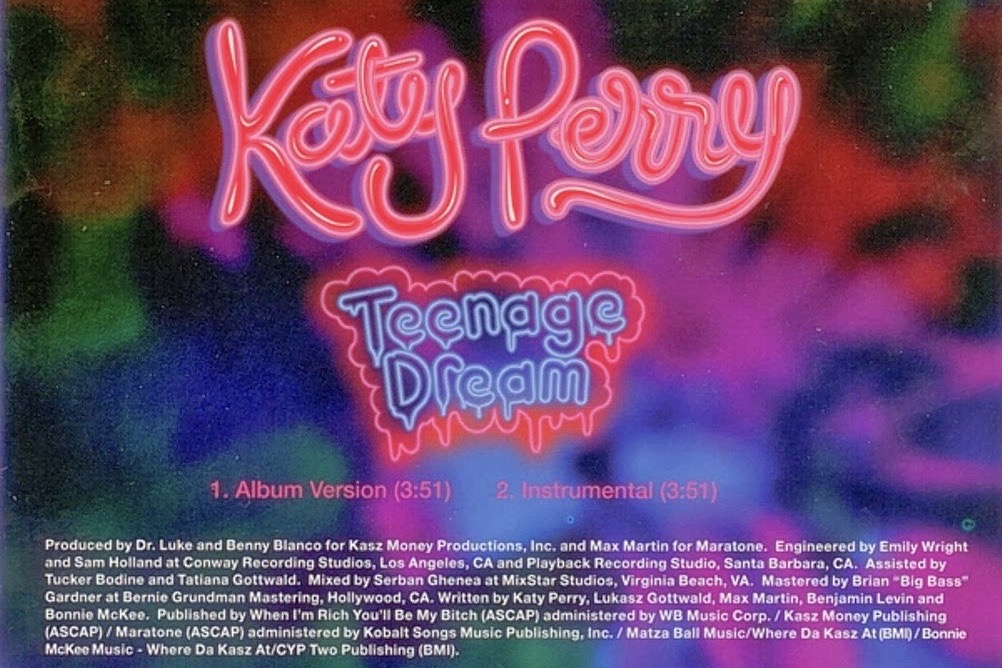 Katy Perry
Teenage
Dream
1. Album Version (3:51) 2. Instrumental (3:51)
Produced by Dr. Luke and Benny Blanco for Kasz Money Productions, Inc. and Max Martin for Maratone. Engineered by Emily Wright
and Sam Holland at Conway Recording Studios, Los Angeles, CA and Playback Recording Studio, Santa Barbara, CA. Assisted by
Tucker Bodine and Tatiana Gottwald. Mixed by Serban Ghenea at MixStar Studios, Virginia Beach, VA. Mastered by Brian “Big Bass”
Gardner at Bernie Grundman Mastering, Hollywood, CA. Written by Katy Perry, Lukasz Gottwald, Max Martin, Benjamin Levin and
Bonnie McKee. Published by When I'm Rich You'll Be My Bitch (ASCAP) administered by WB Music Corp. / Kasz Money Publishing
(ASCAP) / Maratone (ASCAP) administered by Kobalt Songs Music Publishing, Inc. / Matza Ball Music/Where Da Kasz At (BMI) / Bonnie
McKee Music - Where Da Kasz At/CYP Two Publishing (BMI).